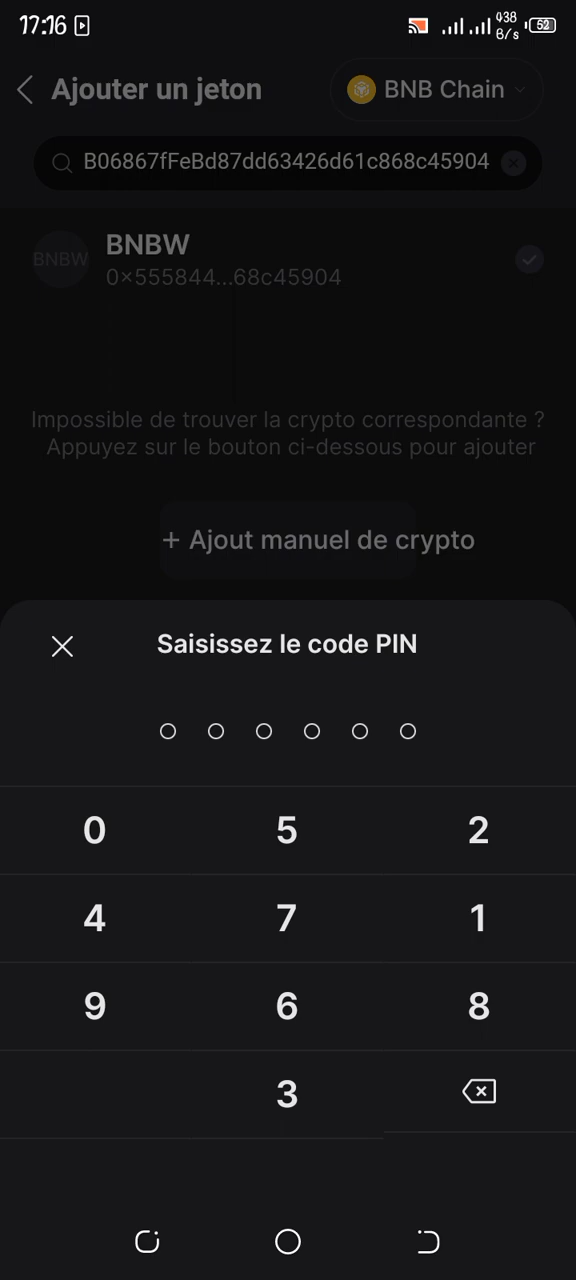 17:16
438 B/s
52
Ajouter un jeton
BNB Chain
B06867fFeBd87dd63426d61c868c45904
BNBW
BNBW
0x555844...68c45904
Impossible de trouver la crypto correspondante ?
Appuyez sur le bouton ci-dessous pour ajouter
+ Ajout manuel de crypto
Saisissez le code PIN
0 5 2
4 7 1
9 6 8
3